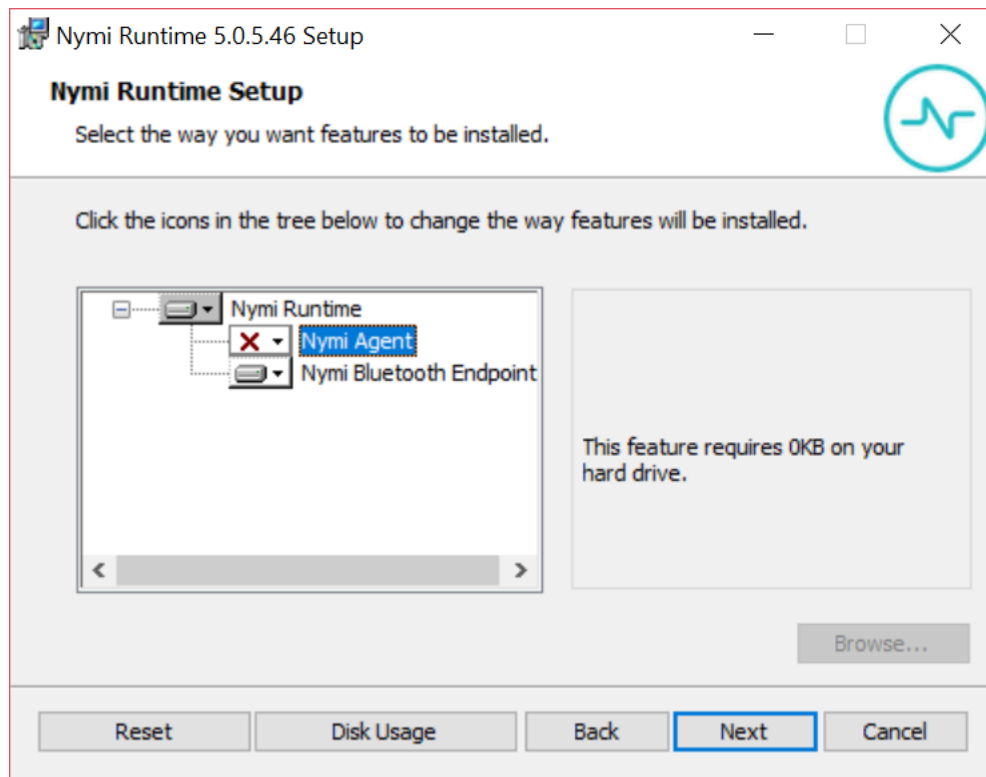 Nymi Runtime 5.0.5.46 Setup
Nymi Runtime Setup
Select the way you want features to be installed.
Click the icons in the tree below to change the way features will be installed.
Nymi Runtime
Nymi Agent
Nymi Bluetooth Endpoint
This feature requires 0KB on your
hard drive.
Browse...
Reset
Disk Usage
Back
Next
Cancel